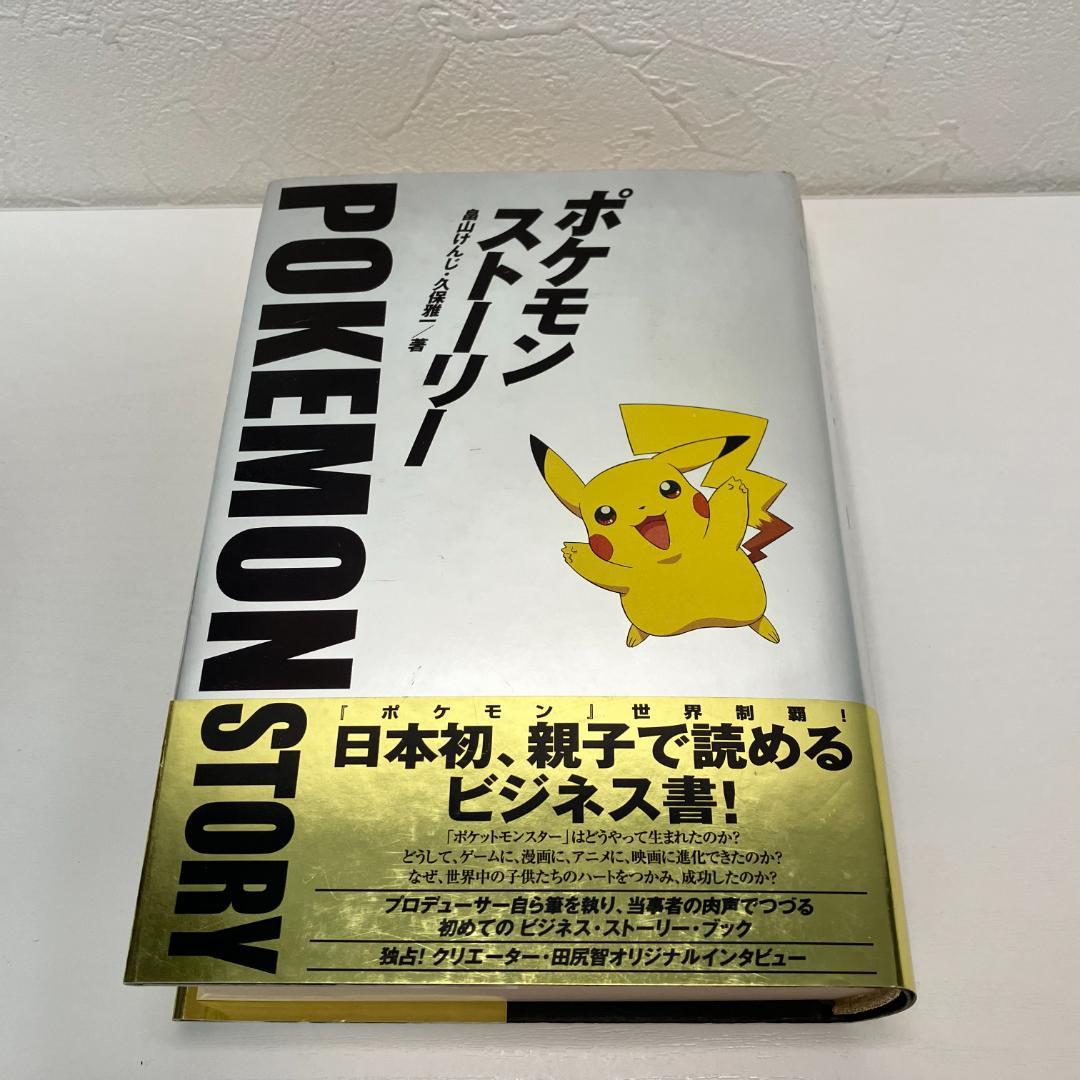 POKEMON STORY
ポケモン
ストーリー
畠山けんじ・久保雅一／著
『ポケモン』世界制覇！
日本初、親子で読める
ビジネス書！
「ポケットモンスター」はどうやって生まれたのか？
どうして、ゲームに、漫画に、アニメに、映画に進化できたのか？
なぜ、世界中の子供たちのハートをつかみ、成功したのか？
プロデューサー自ら筆を執り、当事者の肉声でつづる
初めての ビジネス・ストーリー・ブック
独占！クリエーター・田尻智オリジナルインタビュー